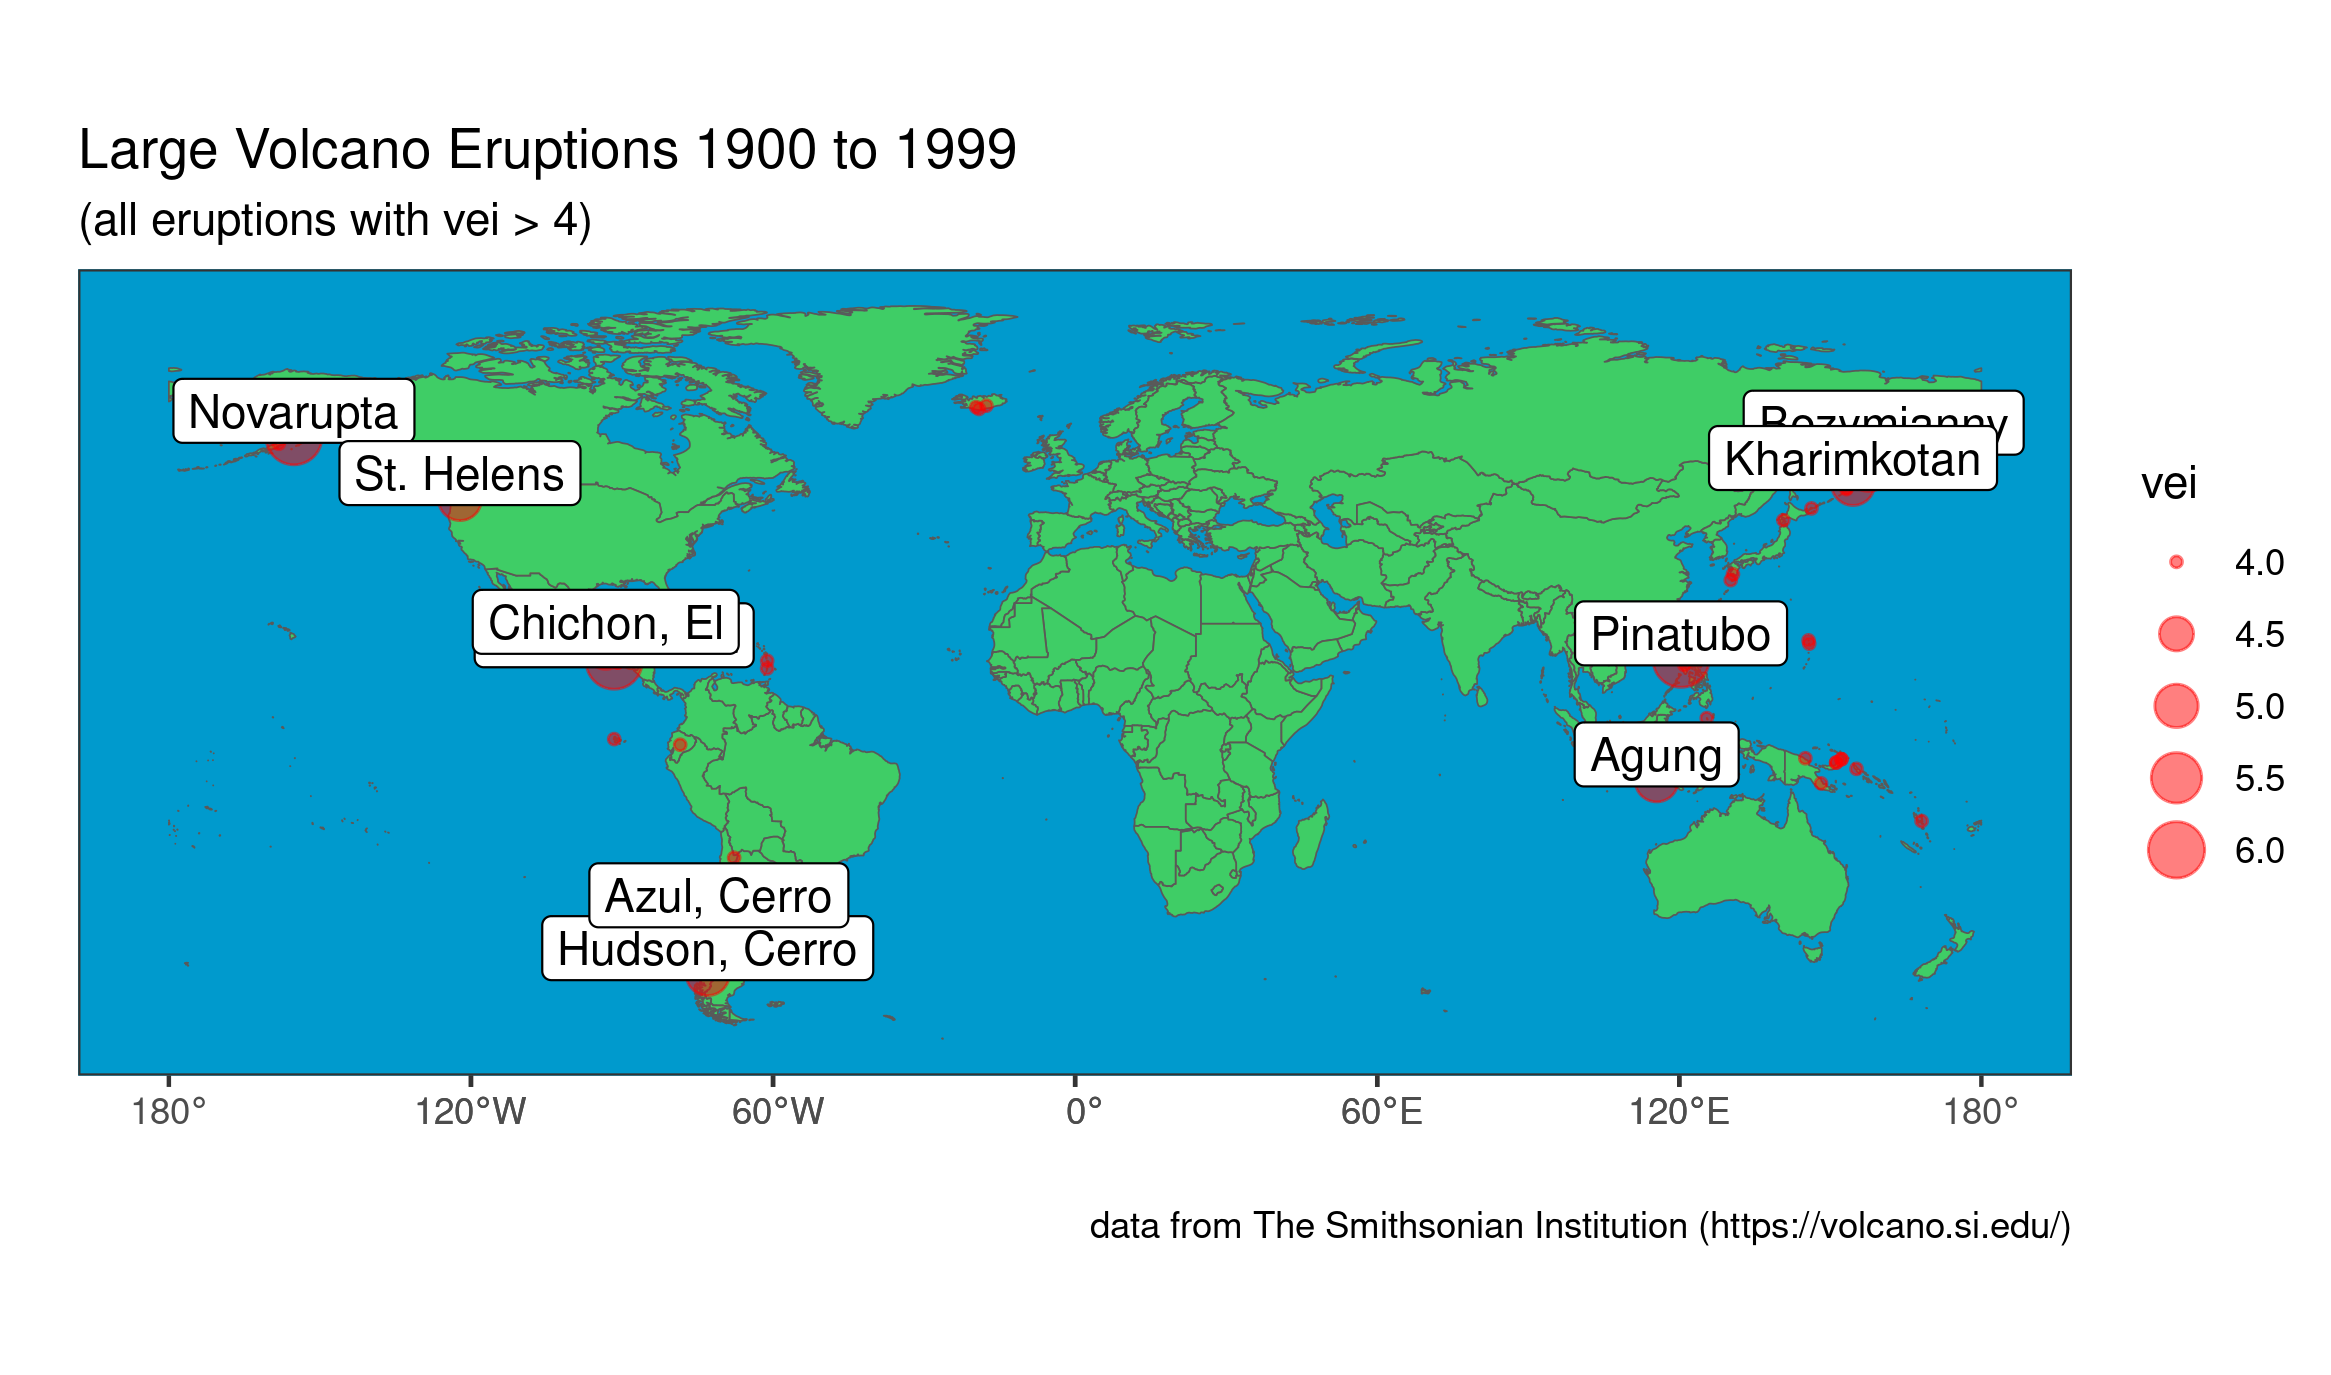 Large Volcano Eruptions 1900 to 1999
(all eruptions with vei > 4)
Novarupta
St. Helens
Bezymianny
Kharimkotan
Chichon, El
Pinatubo
Agung
Azul, Cerro
Hudson, Cerro
180°
120°W
60°W
0°
60°E
120°E
180°
vei
4.0
4.5
5.0
5.5
6.0
data from The Smithsonian Institution (https://volcano.si.edu/)